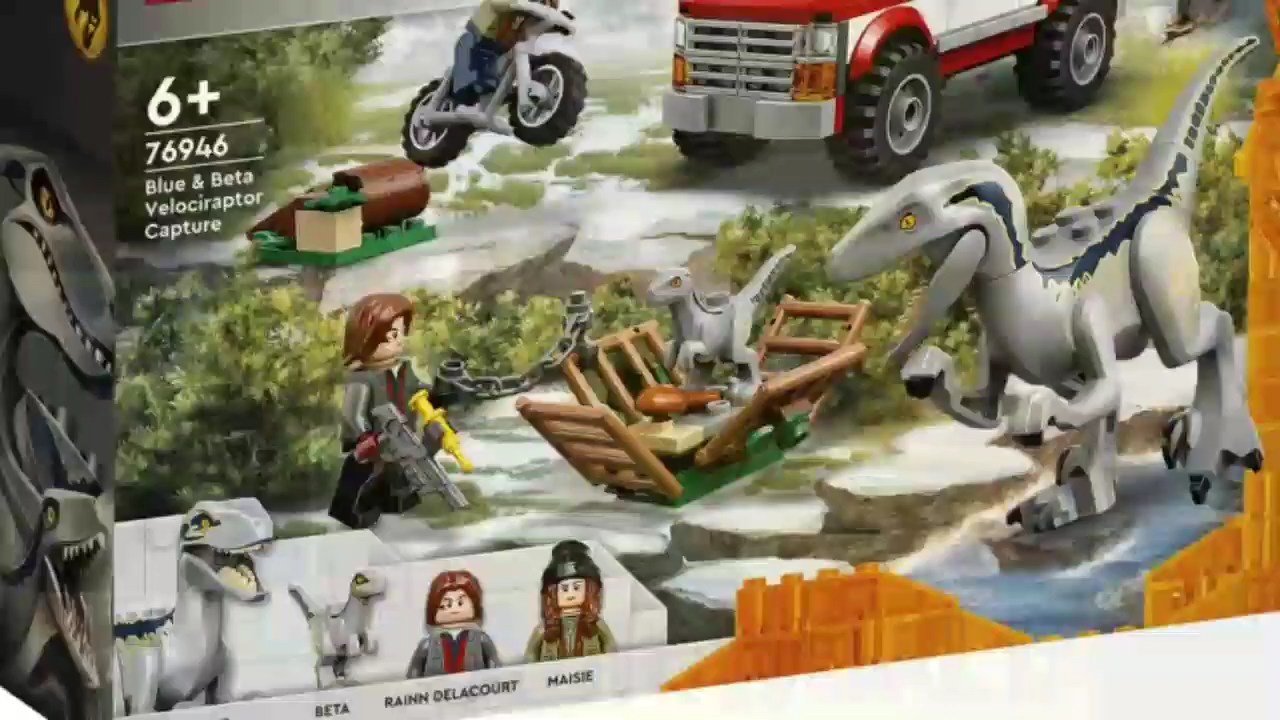 6+
76946
Blue & Beta
Velociraptor
Capture
BETA
RAINN DELACOURT
MAISIE